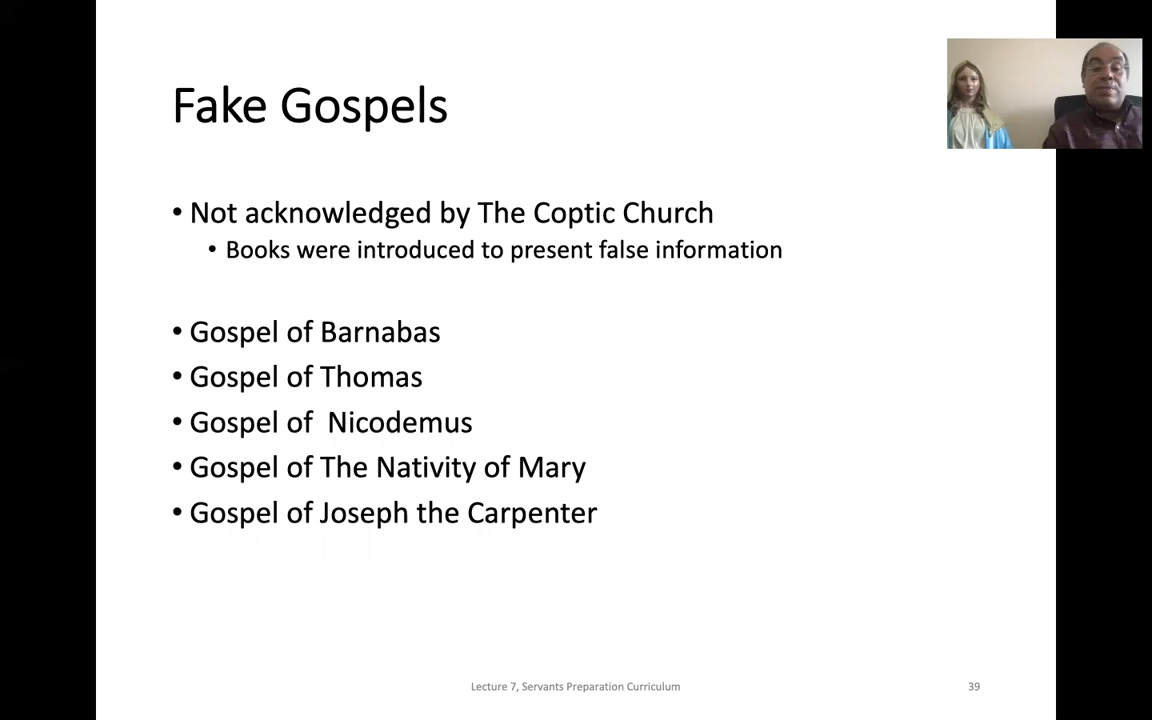 Fake Gospels
• Not acknowledged by The Coptic Church
• Books were introduced to present false information
• Gospel of Barnabas
• Gospel of Thomas
• Gospel of  Nicodemus
• Gospel of The Nativity of Mary
• Gospel of Joseph the Carpenter
Lecture 7, Servants Preparation Curriculum
39